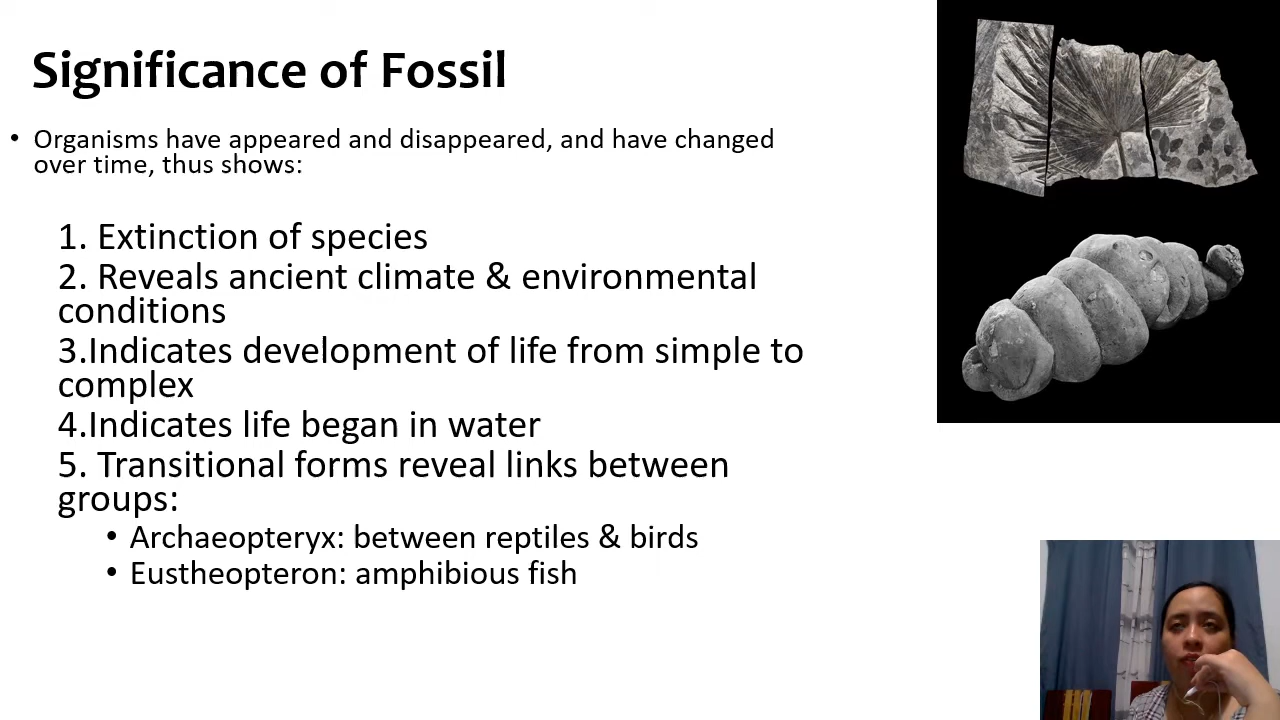 Significance of Fossil
• Organisms have appeared and disappeared, and have changed
over time, thus shows:
1. Extinction of species
2. Reveals ancient climate & environmental
conditions
3.Indicates development of life from simple to
complex
4.Indicates life began in water
5. Transitional forms reveal links between
groups:
• Archaeopteryx: between reptiles & birds
• Eustheopteron: amphibious fish